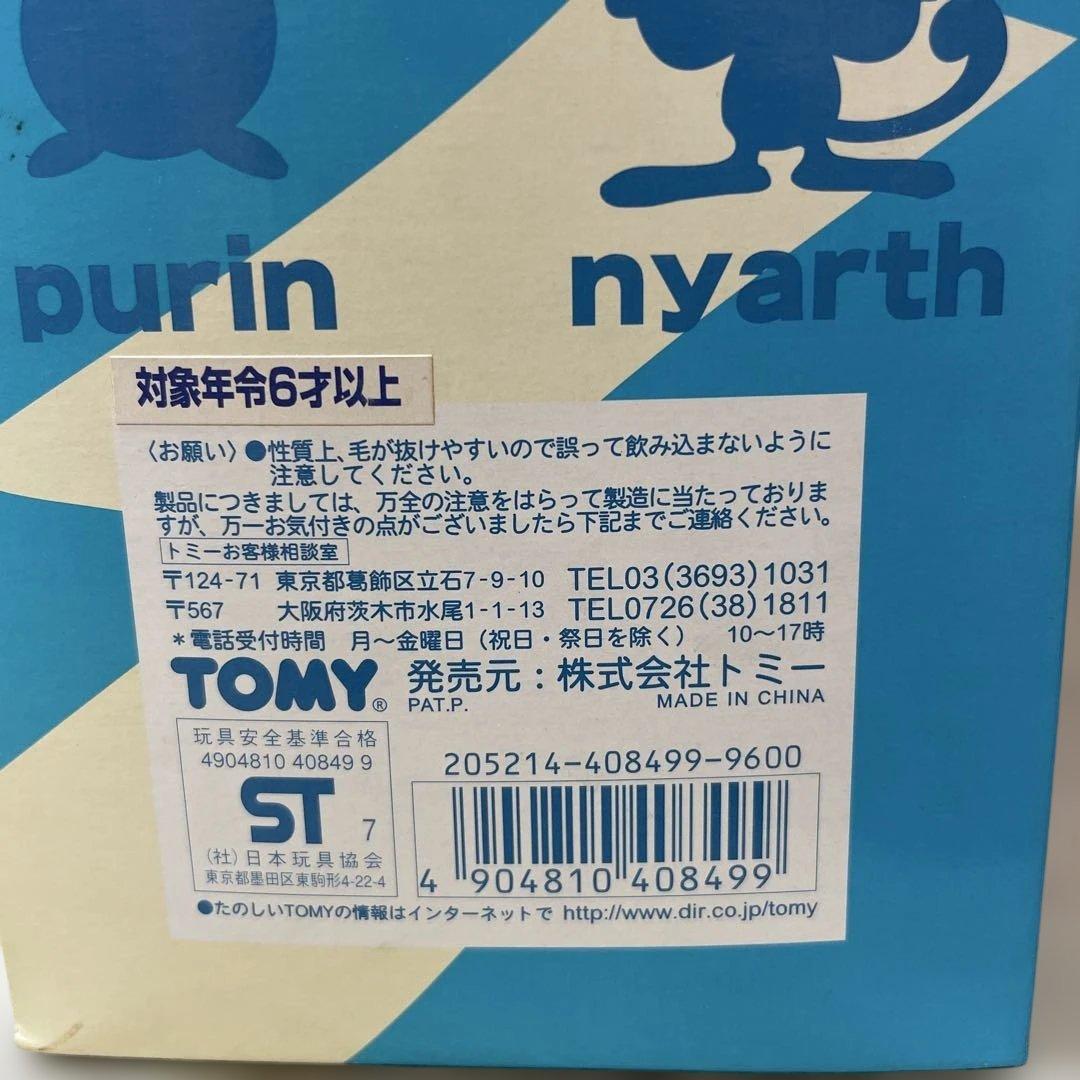 purin
nyarth
対象年令6才以上
〈お願い〉●性質上、毛が抜けやすいので誤って飲み込まないように
注意してください。
製品につきましては、万全の注意をはらって製造に当たっておりま
すが、万一お気付きの点がございましたら下記までご連絡ください。
トミーお客様相談室
〒124-71 東京都葛飾区立石7-9-10 TEL03(3693)1031
〒567 大阪府茨木市水尾1-1-13 TEL0726(38)1811
*電話受付時間 月～金曜日(祝日・祭日を除く) 10～17時
TOMY® 発売元:株式会社トミー
PAT.P. MADE IN CHINA
玩具安全基準合格
4904810 40849 9
ST 7
(社)日本玩具協会
東京都墨田区東駒形4-22-4
205214-408499-9600
4 904810 408499
●たのしいTOMYの情報はインターネットで http://www.dir.co.jp/tomy